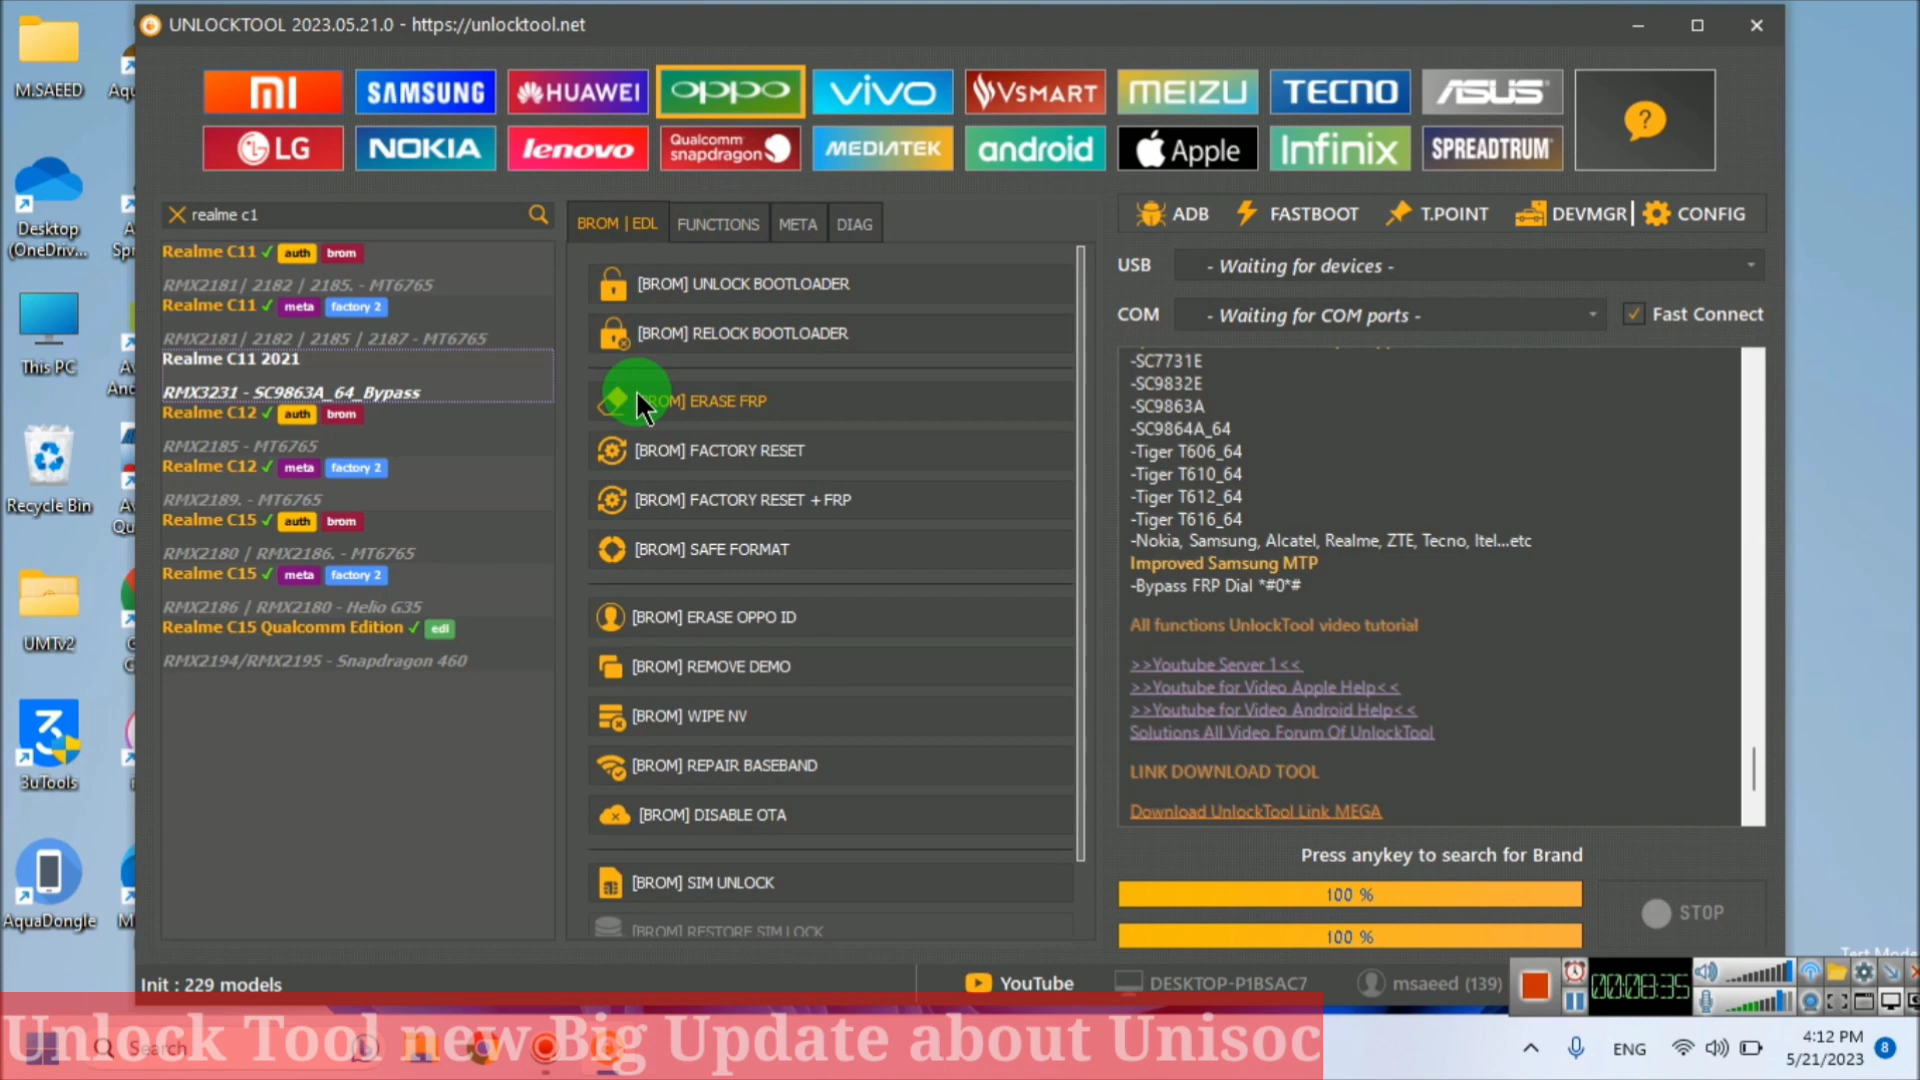 UNLOCKTOOL 2023.05.21.0 - https://unlocktool.net
M.SAEED
Desktop
(OneDriv...
This PC
Recycle Bin
UMTv2
3uTools
AquaDongle
mi
SAMSUNG
HUAWEI
oppo
vivo
VSMART
MEIZU
TECNO
ASUS
?
LG
NOKIA
lenovo
Qualcomm
snapdragon
MEDIATEK
android
Apple
Infinix
SPREADTRUM
realme c1
Realme C11 ✓ auth brom
RMX2181| 2182 | 2185. - MT6765
Realme C11 ✓ meta factory 2
RMX2181| 2182 | 2185 | 2187 - MT6765
Realme C11 2021
RMX3231 - SC9863A_64_Bypass
Realme C12 ✓ auth brom
RMX2185 - MT6765
Realme C12 ✓ meta factory 2
RMX2189. - MT6765
Realme C15 ✓ auth brom
RMX2180 | RMX2186. - MT6765
Realme C15 ✓ meta factory 2
RMX2186 | RMX2180 - Helio G35
Realme C15 Qualcomm Edition ✓ edl
RMX2194/RMX2195 - Snapdragon 460
BROM | EDL FUNCTIONS META DIAG
[BROM] UNLOCK BOOTLOADER
[BROM] RELOCK BOOTLOADER
ERASE FRP
[BROM] FACTORY RESET
[BROM] FACTORY RESET + FRP
[BROM] SAFE FORMAT
[BROM] ERASE OPPO ID
[BROM] REMOVE DEMO
[BROM] WIPE NV
[BROM] REPAIR BASEBAND
[BROM] DISABLE OTA
[BROM] SIM UNLOCK
[BROM] RESTORE SIM LOCK
ADB FASTBOOT T.POINT DEVMGR CONFIG
USB - Waiting for devices -
COM - Waiting for COM ports - ✓ Fast Connect
-SC7731E
-SC9832E
-SC9863A
-SC9864A_64
-Tiger T606_64
-Tiger T610_64
-Tiger T612_64
-Tiger T616_64
-Nokia, Samsung, Alcatel, Realme, ZTE, Tecno, Itel...etc
Improved Samsung MTP
-Bypass FRP Dial *#0*#
All functions UnlockTool video tutorial
>>Youtube Server 1<<
>>Youtube for Video Apple Help<<
>>Youtube for Video Android Help<<
Solutions All Video Forum Of UnlockTool
LINK DOWNLOAD TOOL
Download UnlockTool Link MEGA
Press anykey to search for Brand
100 %
100 %
STOP
Init : 229 models
YouTube DESKTOP-P1BSAC7 msaeed (139)
00:08:35
Unlock Tool new Big Update about Unisoc
Search
ENG
4:12 PM
5/21/2023
8